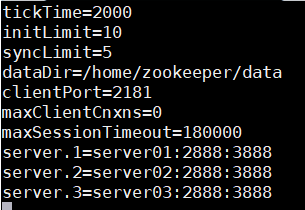 tickTime=2000
initLimit=10
syncLimit=5
dataDir=/home/zookeeper/data
clientPort=2181
maxClientCnxns=0
maxSessionTimeout=180000
server.1=server01:2888:3888
server.2=server02:2888:3888
server.3=server03:2888:3888